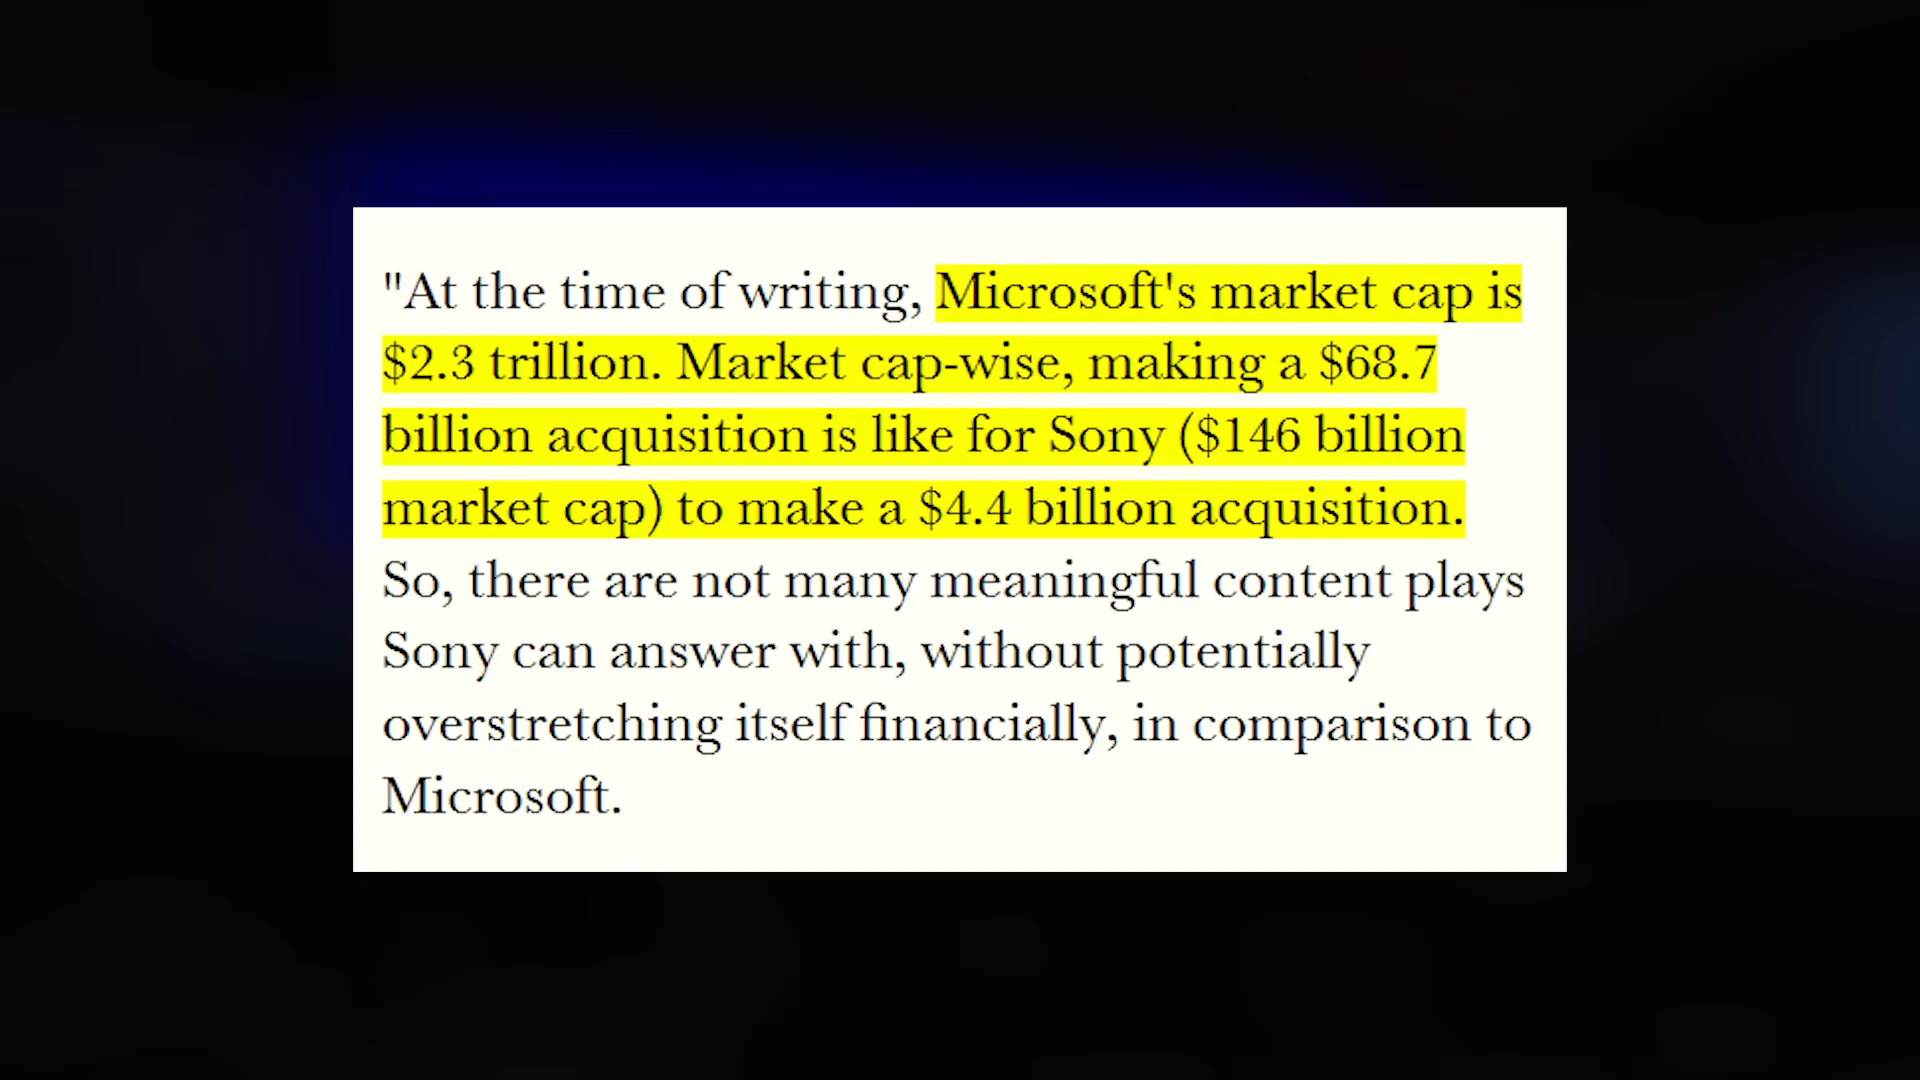 "At the time of writing, Microsoft's market cap is
$2.3 trillion. Market cap-wise, making a $68.7
billion acquisition is like for Sony ($146 billion
market cap) to make a $4.4 billion acquisition.
So, there are not many meaningful content plays
Sony can answer with, without potentially
overstretching itself financially, in comparison to
Microsoft.